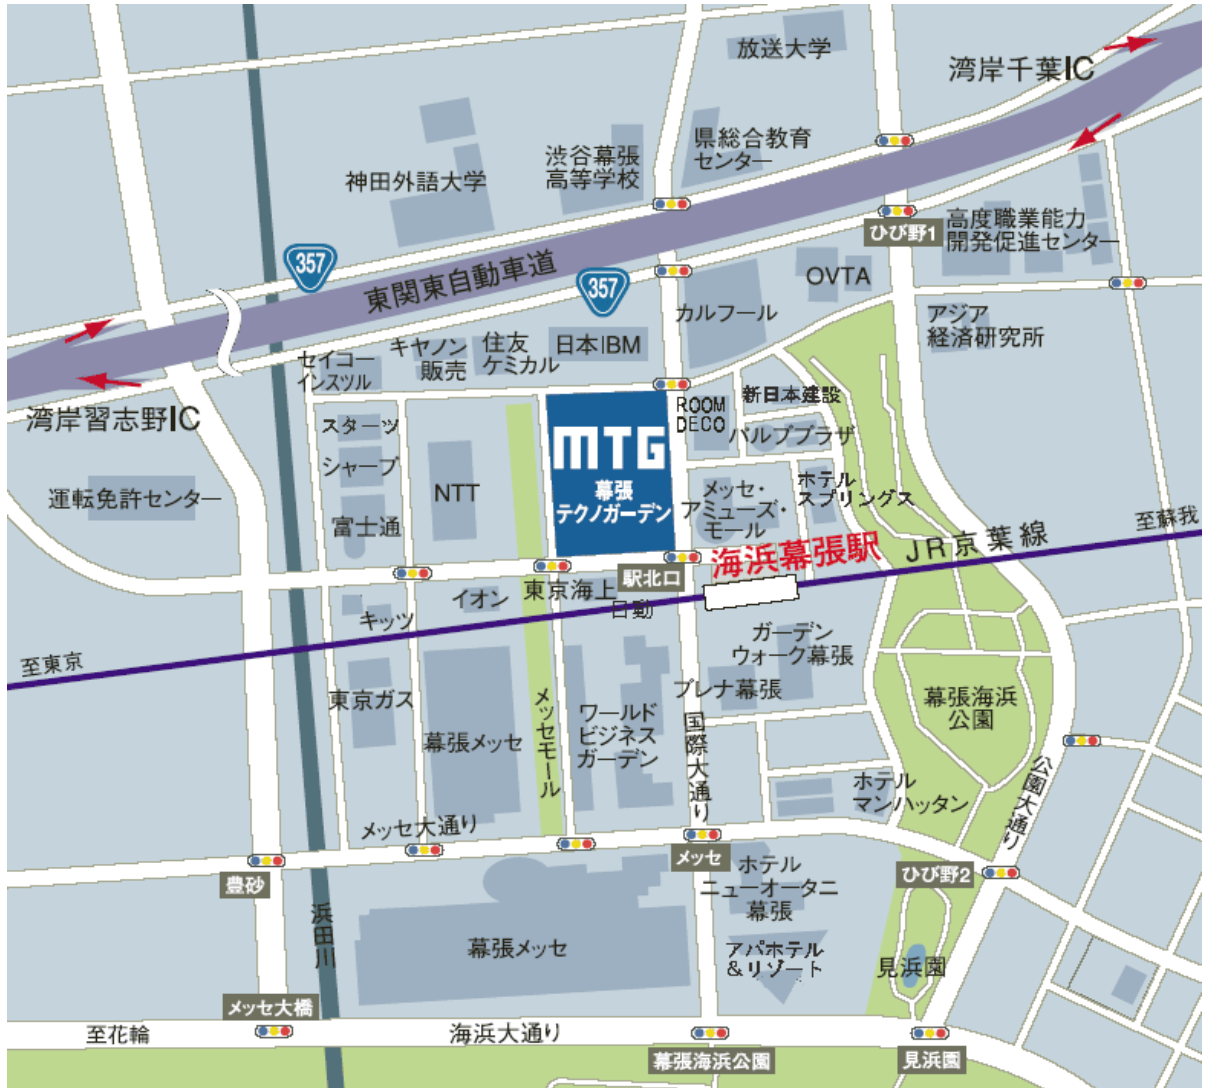 放送大学
湾岸千葉IC
県総合教育
センター
渋谷幕張
高等学校
神田外語大学
ひび野1
高度職業能力
開発促進センター
357
東関東自動車道
357
OVTA
カルフール
アジア
経済研究所
日本IBM
住友
ケミカル
キヤノン
販売
セイコー
インスツル
湾岸習志野IC
スターツ
シャープ
富士通
NTT
運転免許センター
MTG
幕張
テクノガーデン
ROOM
DECO
新日本建設
バルブプラザ
ホテル
スプリングス
メッセ・
アミューズ・
モール
海浜幕張駅
JR京葉線
至蘇我
駅北口
東京海上
日動
イオン
キッツ
至東京
東京ガス
幕張メッセ
メッセモール
ワールド
ビジネス
ガーデン
国際大通り
ガーデン
ウォーク幕張
プレナ幕張
幕張海浜
公園
公園大通り
ホテル
マンハッタン
メッセ大通り
豊砂
メッセ
ひび野2
ホテル
ニューオータニ
幕張
浜田川
幕張メッセ
アパホテル
&リゾート
見浜園
メッセ大橋
至花輪
海浜大通り
幕張海浜公園
見浜園